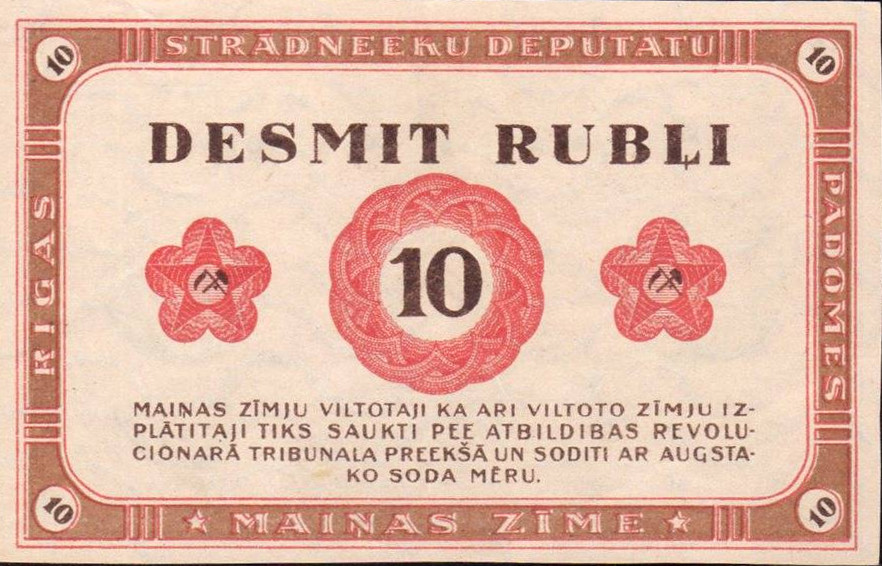 10
STRĀDNEEKU DEPUTATU
10
RIGAS
PADOMES
DESMIT RUBĻI
10
MAIŅAS ZĪMJU VILTOTAJI KA ARI VILTOTO ZĪMJU IZ-
PLĀTITAJI TIKS SAUKTI PEE ATBILDIBAS REVOLU-
CIONARĀ TRIBUNALA PREEKŠĀ UN SODITI AR AUGSTA-
KO SODA MĒRU.
10
★ MAIŅAS ZĪME ★
10